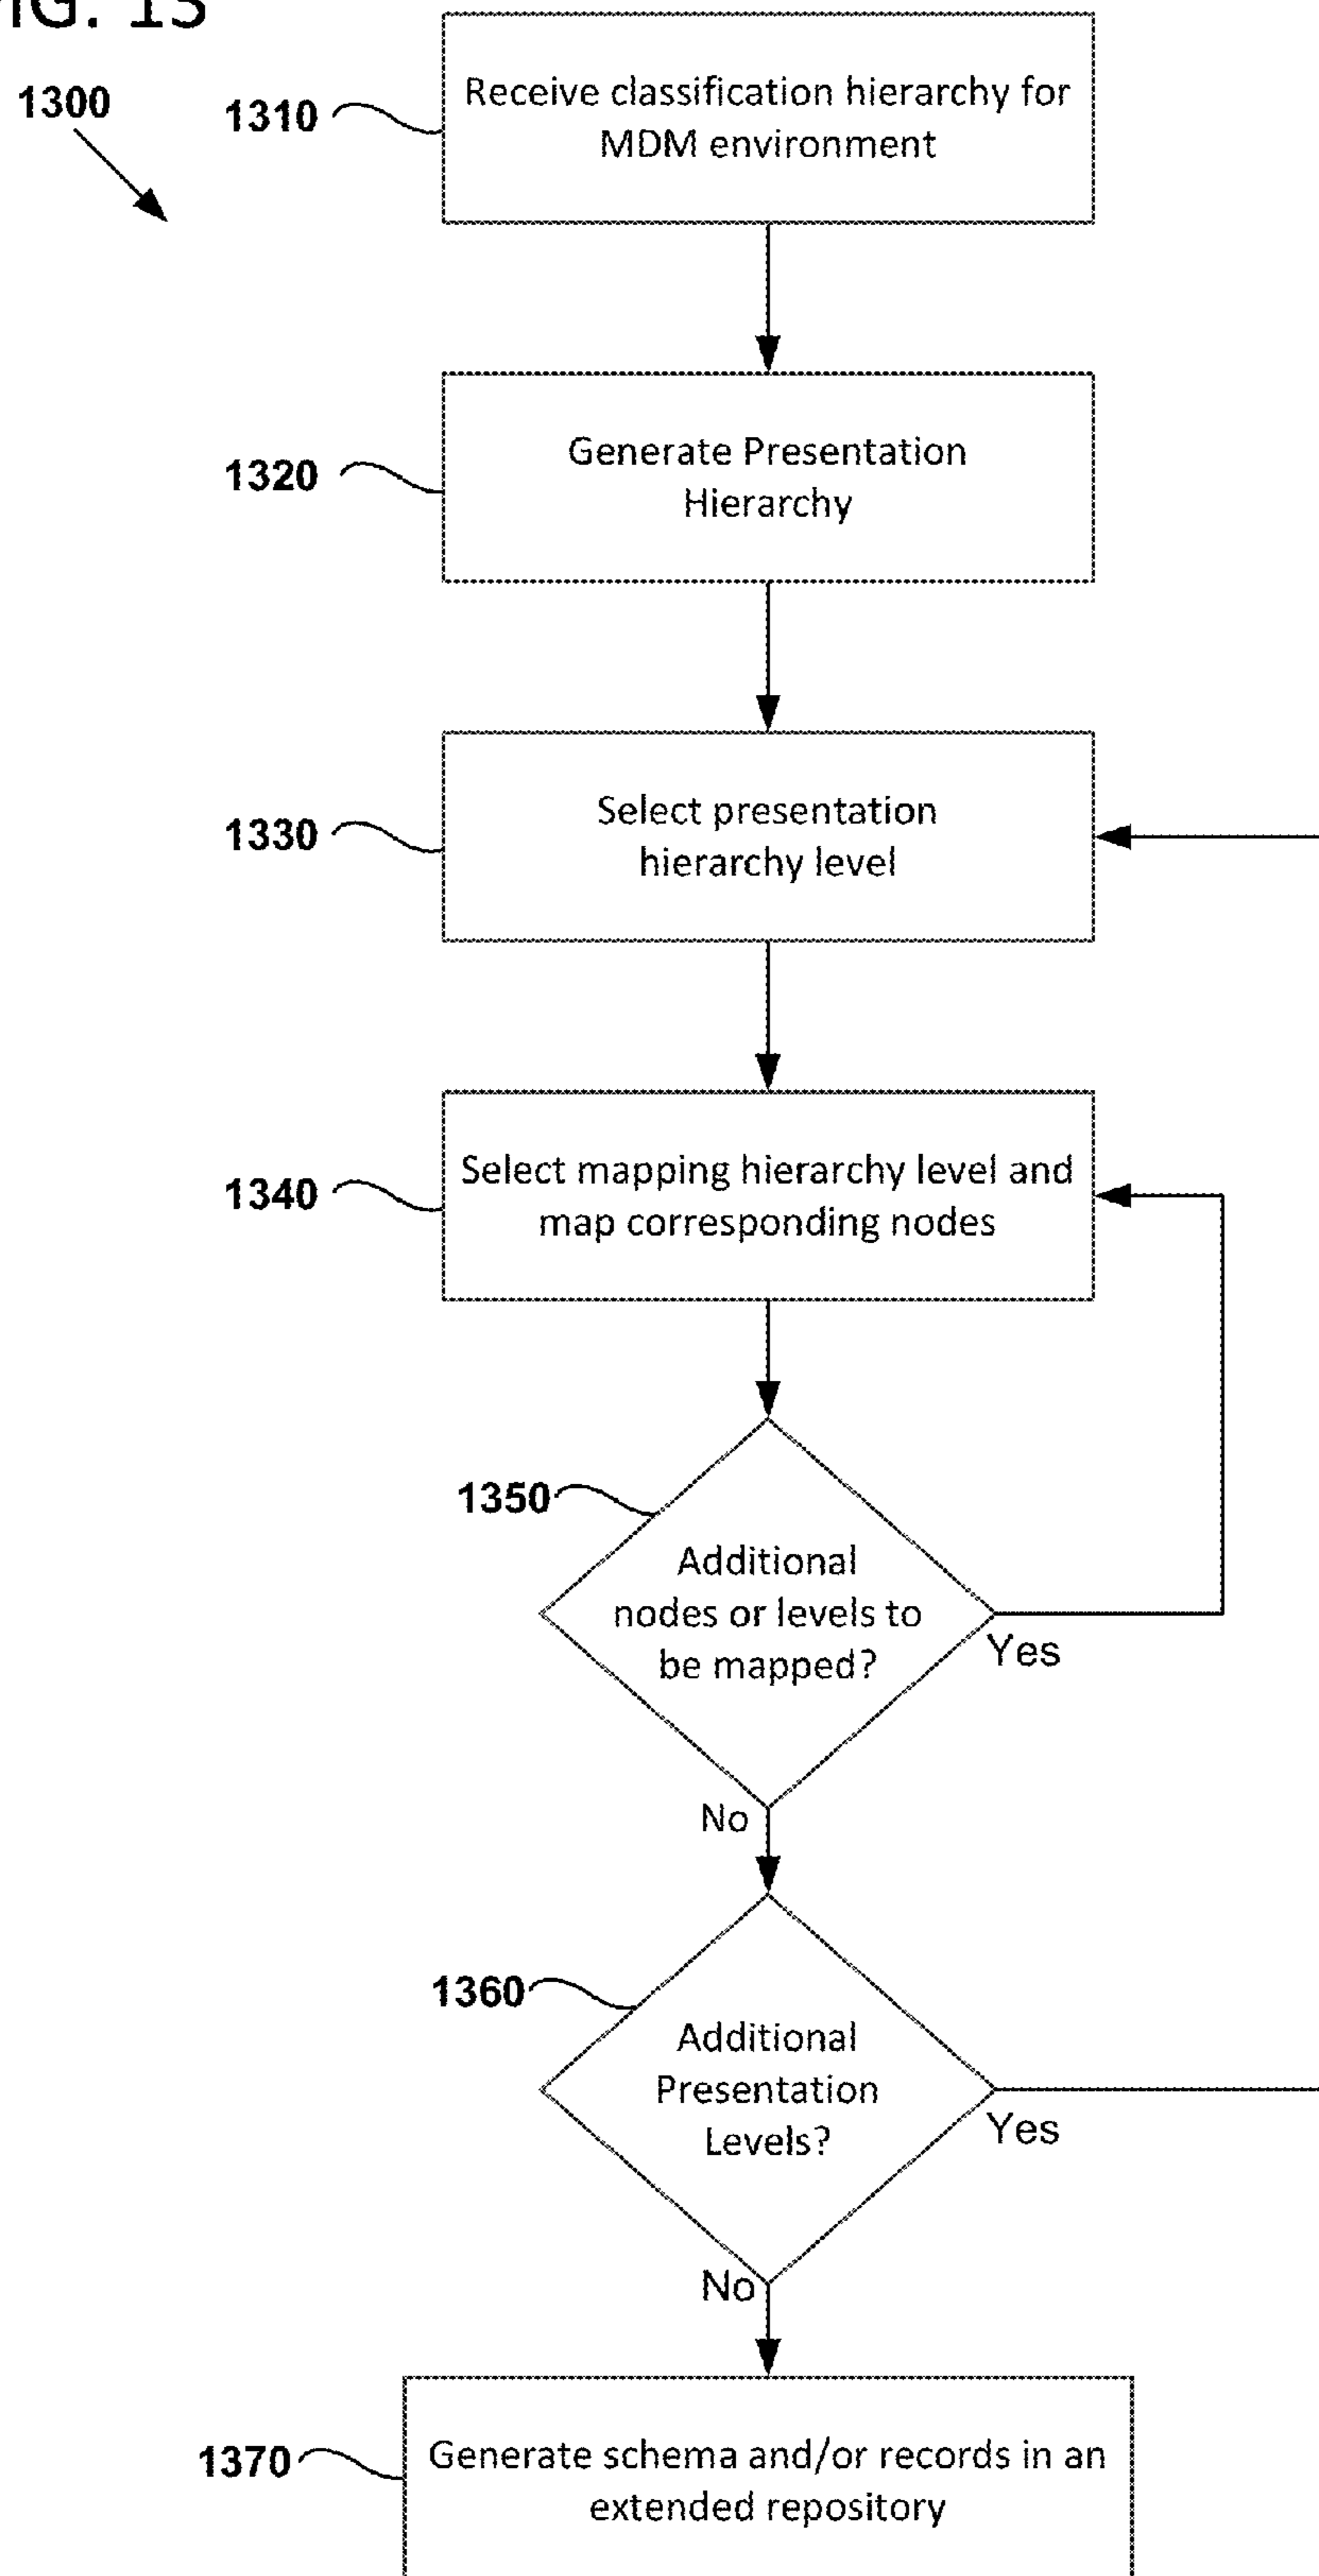 FIG. 13
1300
1310
Receive classification hierarchy for
MDM environment
1320
Generate Presentation
Hierarchy
1330
Select presentation
hierarchy level
1340
Select mapping hierarchy level and
map corresponding nodes
1350
Additional
nodes or levels to
be mapped?
Yes
No
1360
Additional
Presentation
Levels?
Yes
No
1370
Generate schema and/or records in an
extended repository